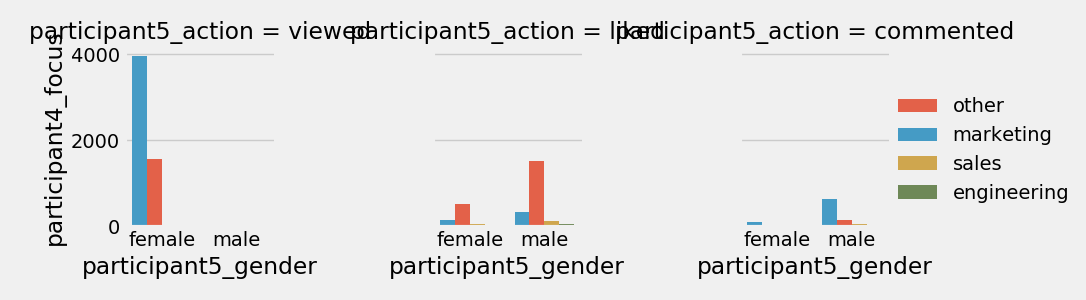 participant5_action = viewed
participant5_action = liked
participant5_action = commented
participant4_focus
4000
2000
0
female
male
female
male
female
male
participant5_gender
participant5_gender
participant5_gender
other
marketing
sales
engineering